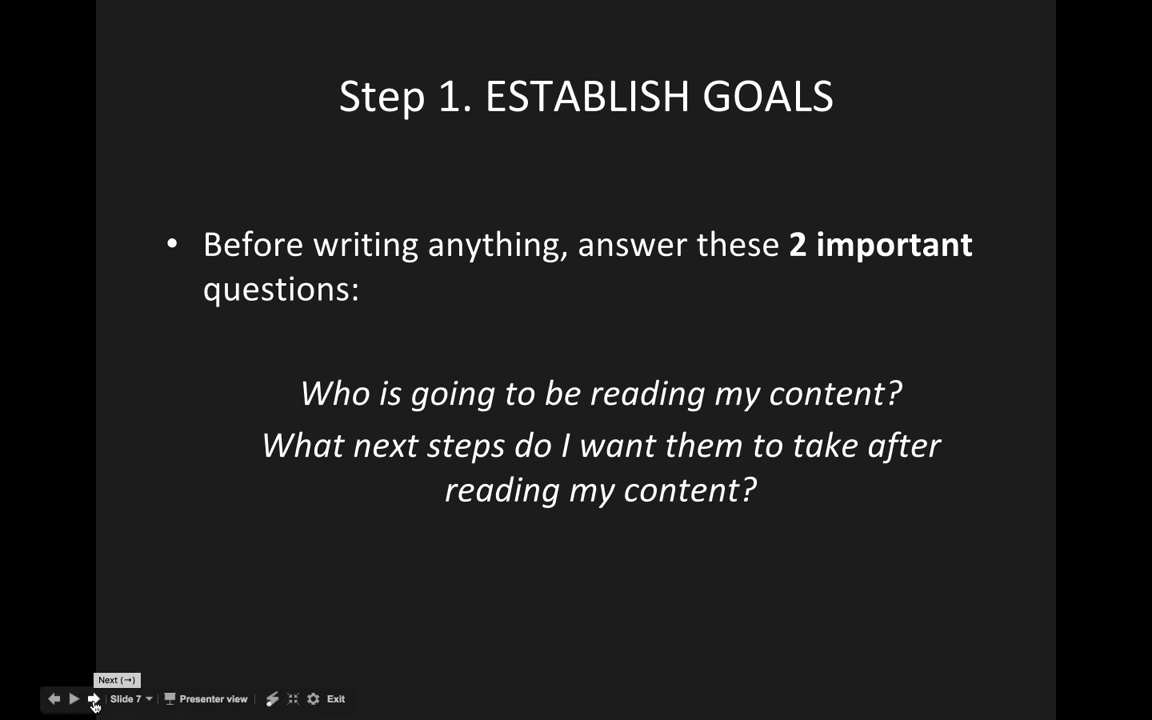 Step 1. ESTABLISH GOALS
• Before writing anything, answer these 2 important
questions:
Who is going to be reading my content?
What next steps do I want them to take after
reading my content?
Next (→)
Slide 7 Presenter view Exit